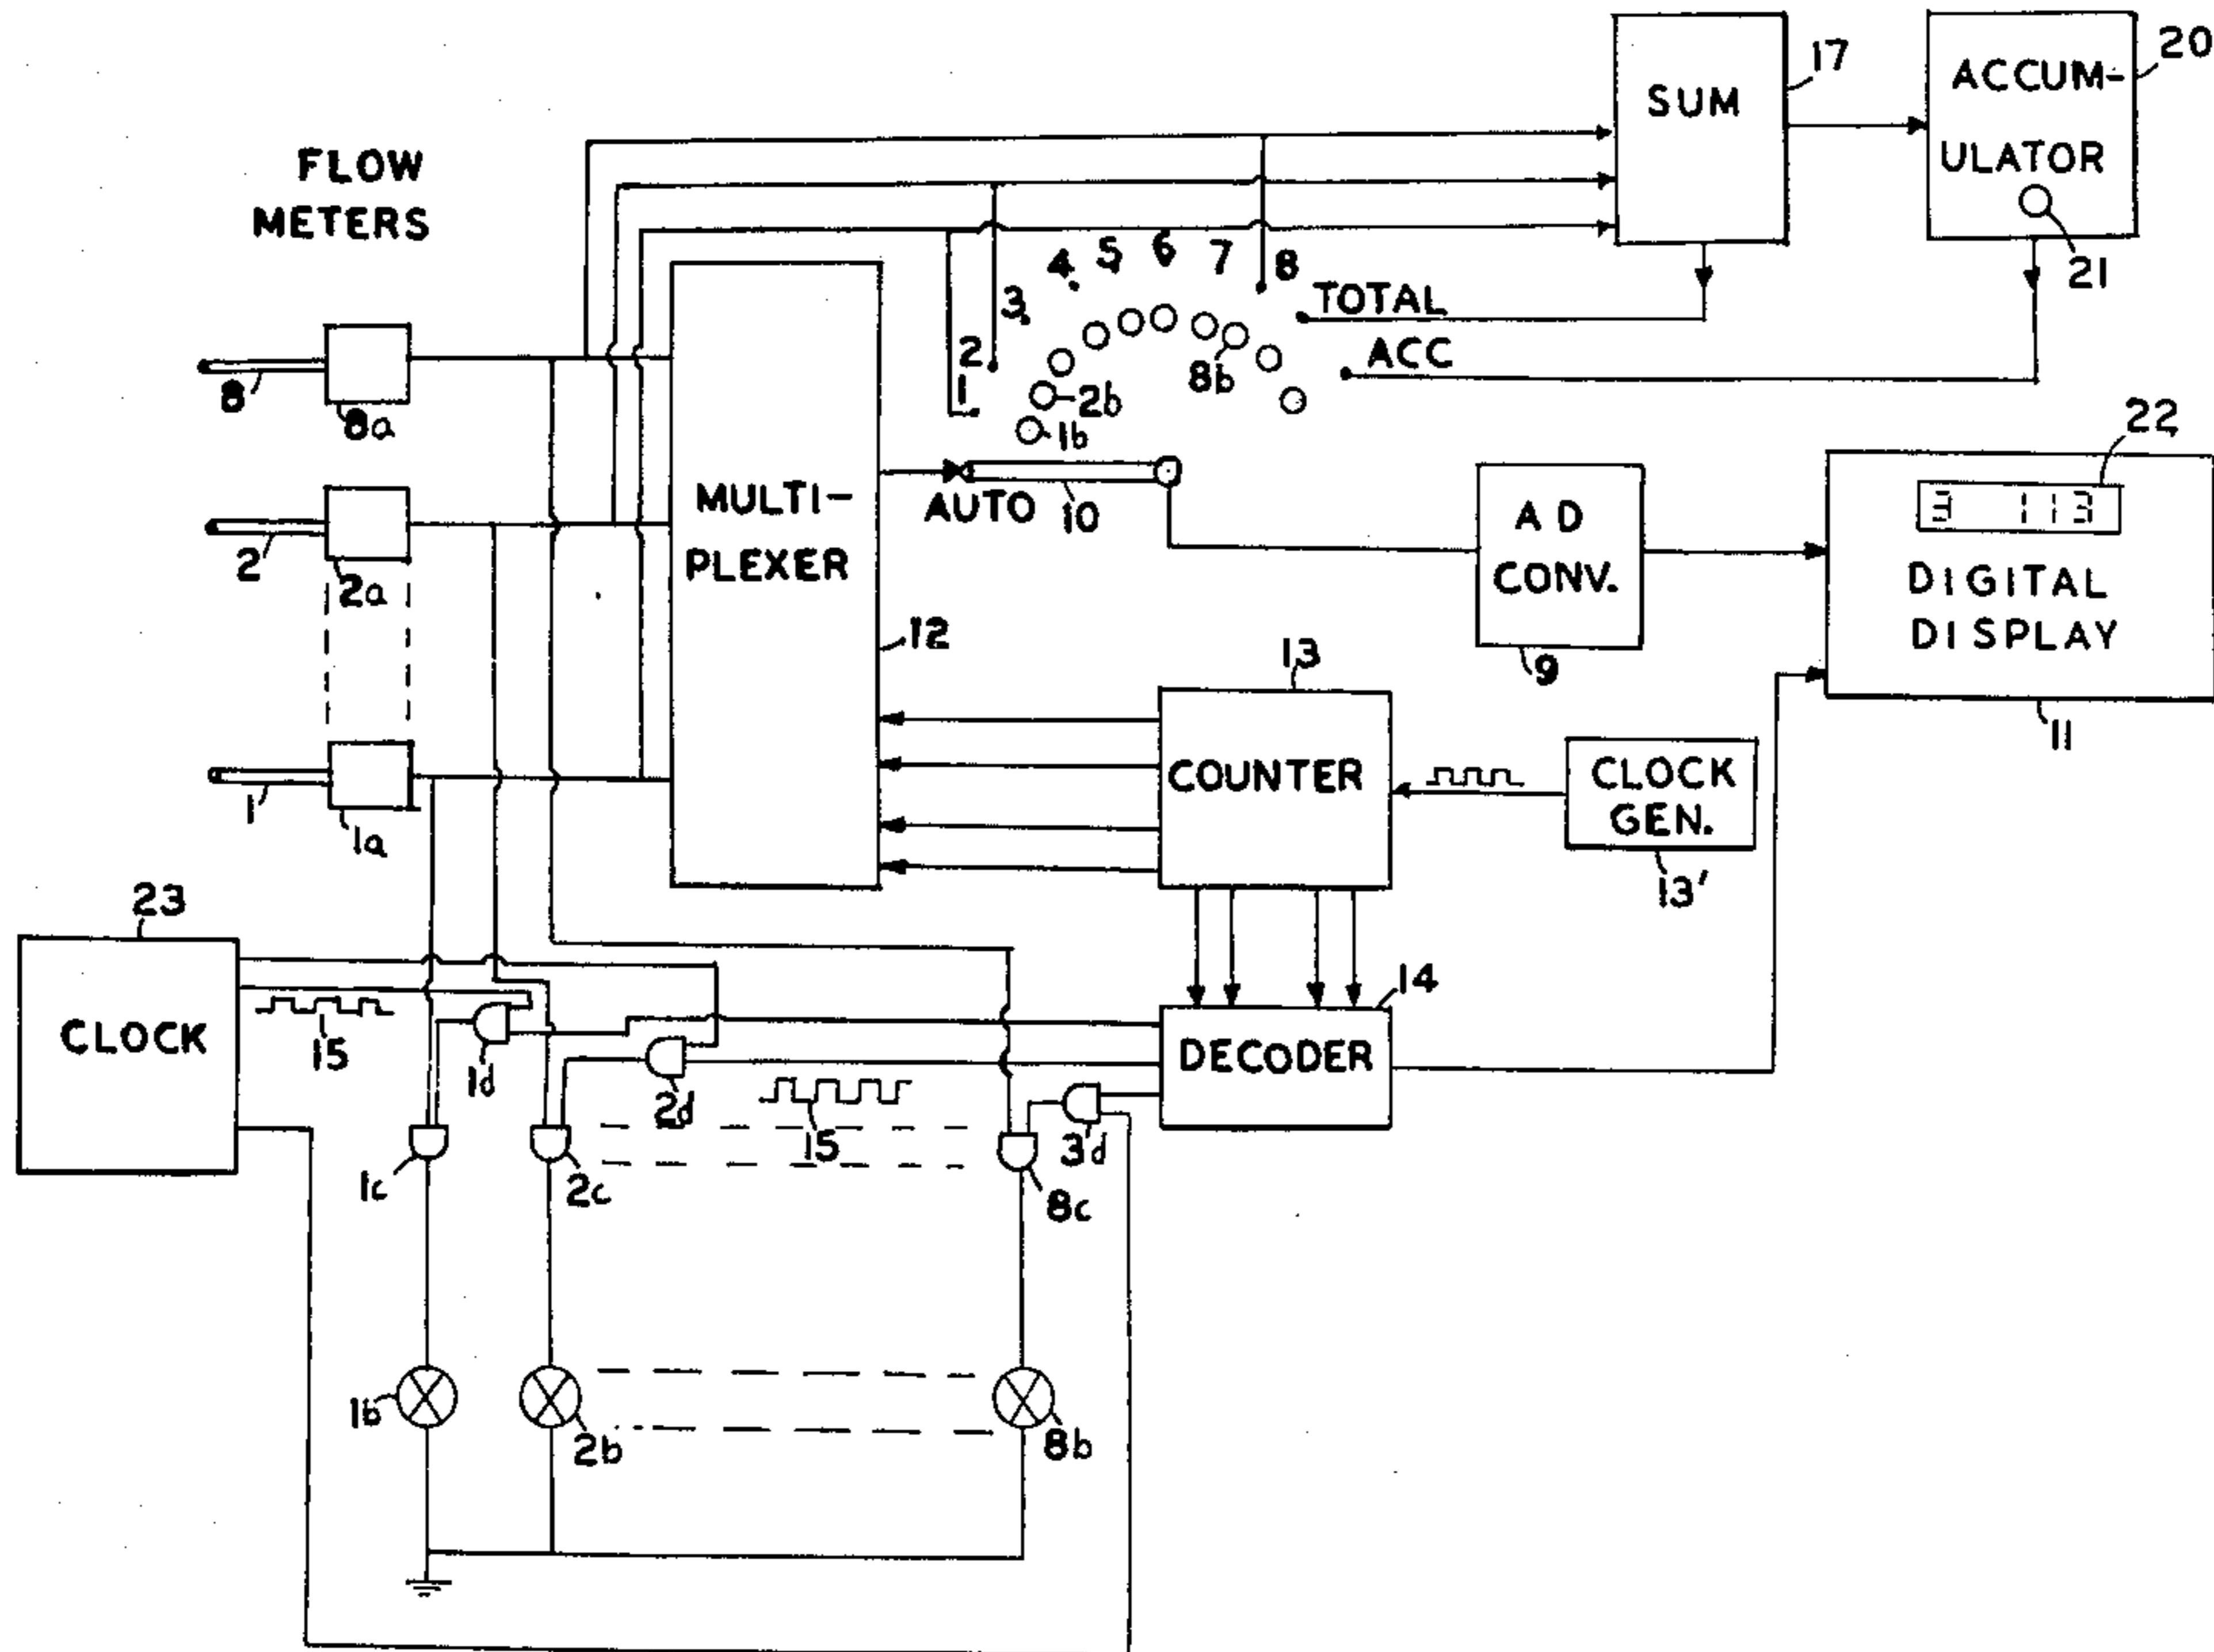 FLOW
METERS
SUM
17
ACCUM-
ULATOR
20
21
4 5 6 7 8
3
2
1
TOTAL
ACC
8b
2b
1b
8
8a
2
2a
1
1a
MULTI-
PLEXER
12
AUTO
10
A D
CONV.
9
22
3 113
DIGITAL
DISPLAY
11
13
COUNTER
CLOCK
GEN.
13'
23
CLOCK
15
1d
2d
15
14
DECODER
3'd
1c
2c
8c
1b
2b
8b